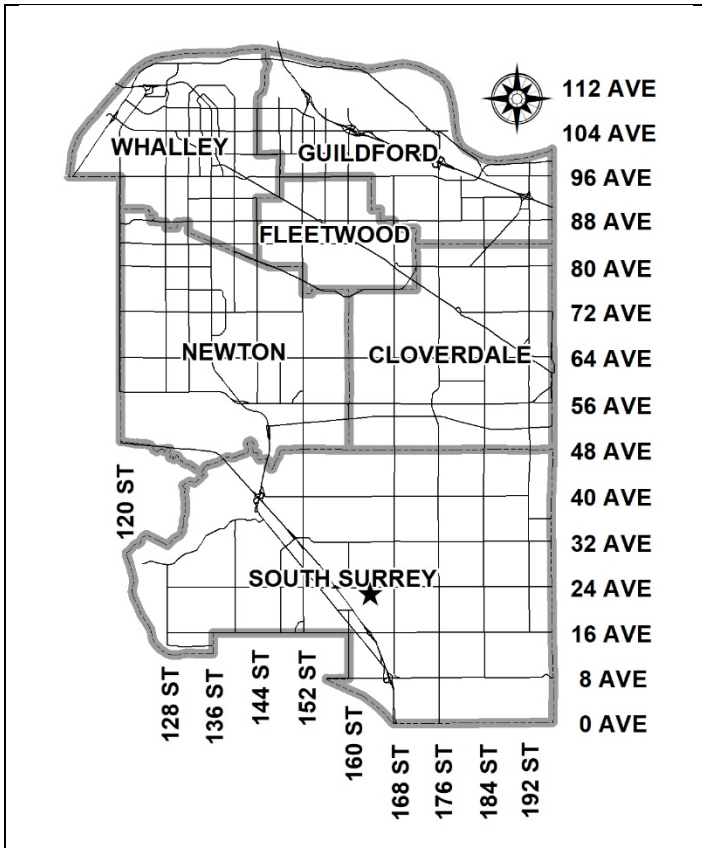 112 AVE
104 AVE
WHALLEY
GUILDFORD
96 AVE
88 AVE
FLEETWOOD
80 AVE
72 AVE
NEWTON
CLOVERDALE
64 AVE
56 AVE
48 AVE
120 ST
40 AVE
32 AVE
SOUTH SURREY
24 AVE
16 AVE
8 AVE
0 AVE
128 ST
136 ST
144 ST
152 ST
160 ST
168 ST
176 ST
184 ST
192 ST